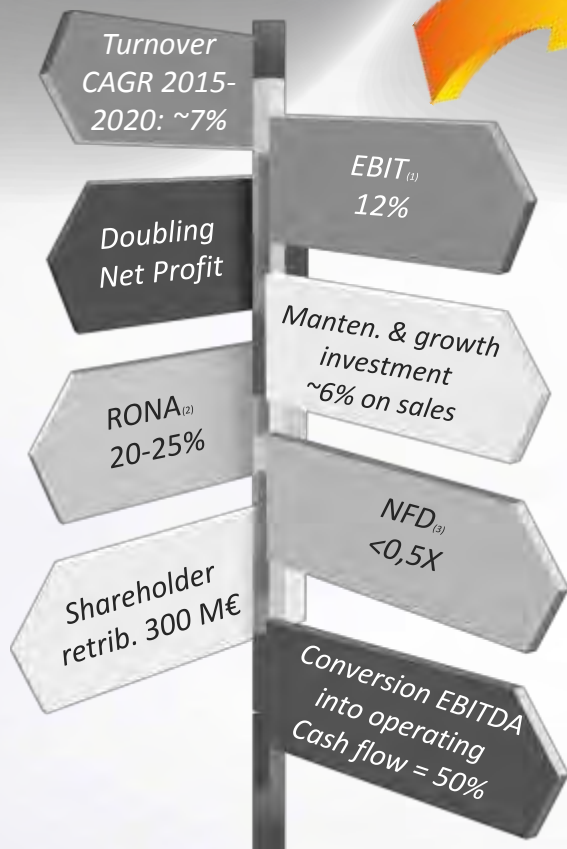 Turnover
CAGR 2015-
2020: ~7%
EBIT(1)
12%
Doubling
Net Profit
Manten. & growth
investment
~6% on sales
RONA(2)
20-25%
NFD(3)
<0,5X
Shareholder
retrib. 300 M€
Conversion EBITDA
into operating
Cash flow = 50%